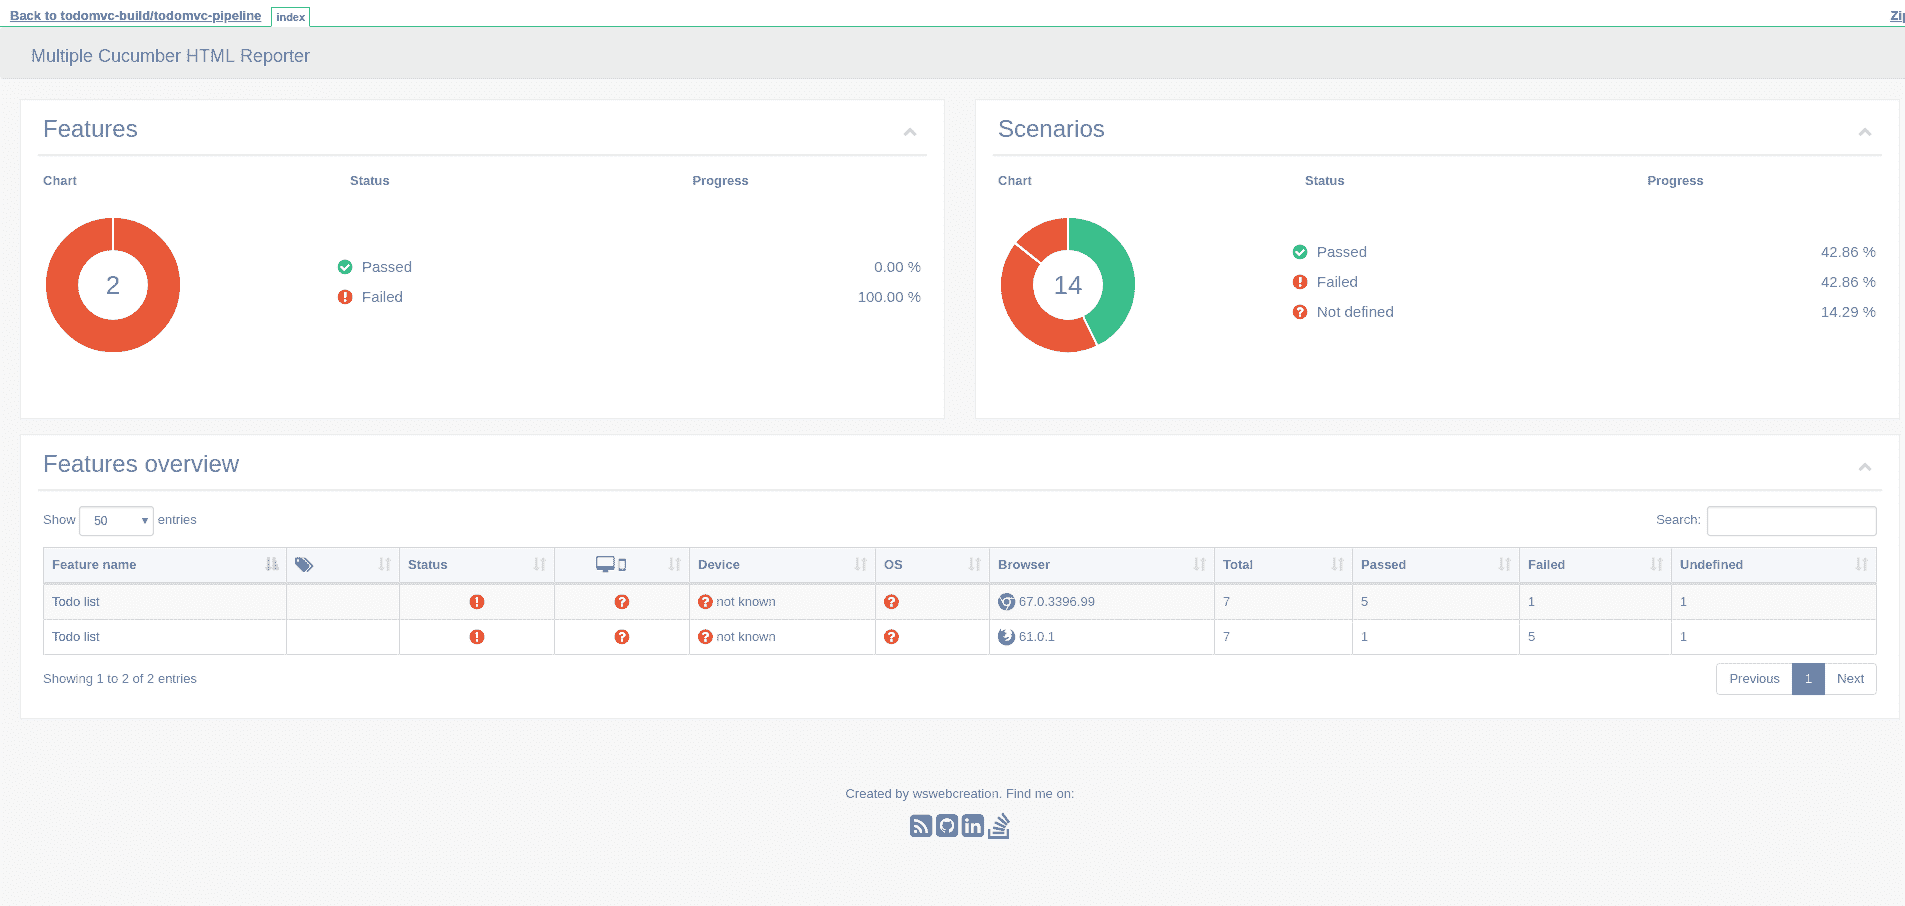 Back to todomvc-build/todomvc-pipeline index Zip
Multiple Cucumber HTML Reporter
Features
Chart Status Progress
2
Passed 0.00 %
Failed 100.00 %
Scenarios
Chart Status Progress
14
Passed 42.86 %
Failed 42.86 %
Not defined 14.29 %
Features overview
Show 50 entries Search:
Feature name Status Device OS Browser Total Passed Failed Undefined
Todo list not known 67.0.3396.99 7 5 1 1
Todo list not known 61.0.1 7 1 5 1
Showing 1 to 2 of 2 entries Previous 1 Next
Created by wswebcreation. Find me on: